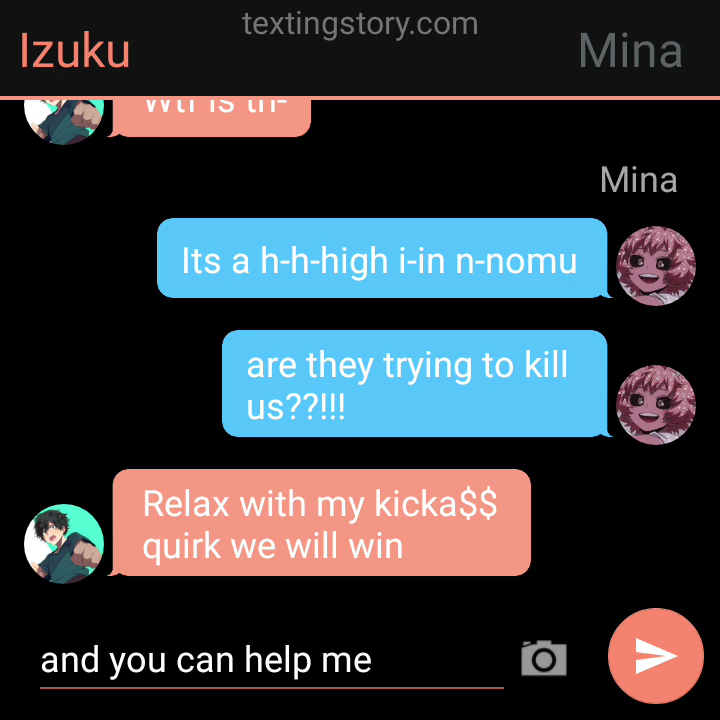 textingstory.com
Izuku
Mina
Mina
Its a h-h-high i-in n-nomu
are they trying to kill
us??!!!
Relax with my kicka$$
quirk we will win
and you can help me